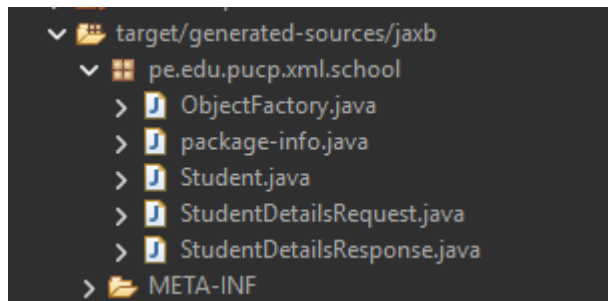 target/generated-sources/jaxb
pe.edu.pucp.xml.school
ObjectFactory.java
package-info.java
Student.java
StudentDetailsRequest.java
StudentDetailsResponse.java
META-INF